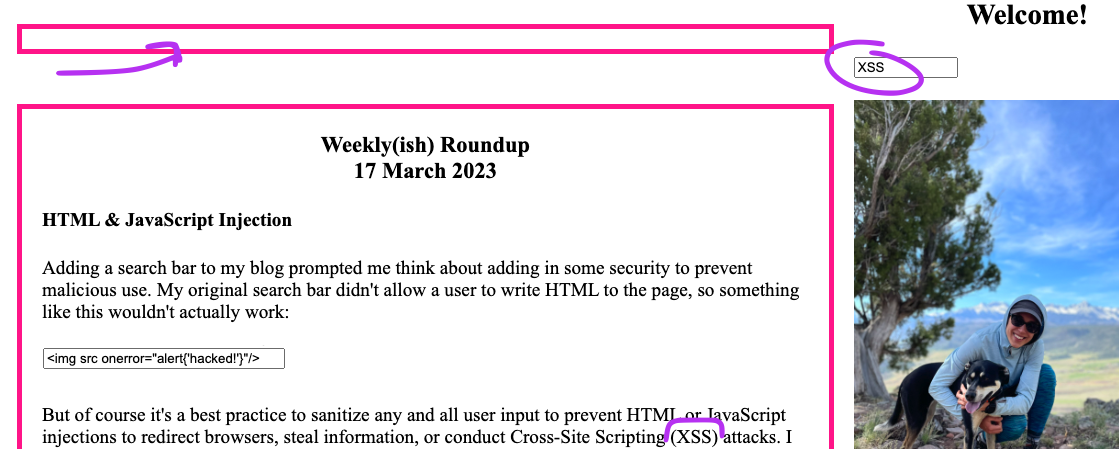 Welcome!
XSS
Weekly(ish) Roundup
17 March 2023
HTML & JavaScript Injection
Adding a search bar to my blog prompted me think about adding in some security to prevent
malicious use. My original search bar didn't allow a user to write HTML to the page, so something
like this wouldn't actually work:
<img src onerror="alert{'hacked!'}"/>
But of course it's a best practice to sanitize any and all user input to prevent HTML or JavaScript
injections to redirect browsers, steal information, or conduct Cross-Site Scripting (XSS) attacks. I